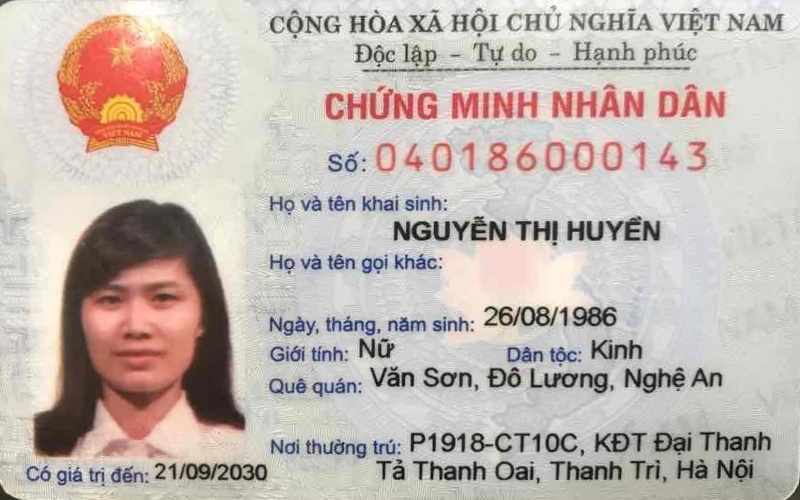 CỘNG HÒA XÃ HỘI CHỦ NGHĨA VIỆT NAM
Độc lập - Tự do - Hạnh phúc
CHỨNG MINH NHÂN DÂN
Số: 040186000143
Họ và tên khai sinh:
NGUYỄN THỊ HUYỀN
Họ và tên gọi khác:
Ngày, tháng, năm sinh: 26/08/1986
Giới tính: Nữ Dân tộc: Kinh
Quê quán: Văn Sơn, Đô Lương, Nghệ An
Nơi thường trú: P1918-CT10C, KĐT Đại Thanh
Tả Thanh Oai, Thanh Trì, Hà Nội
Có giá trị đến: 21/09/2030
VIỆT NAM